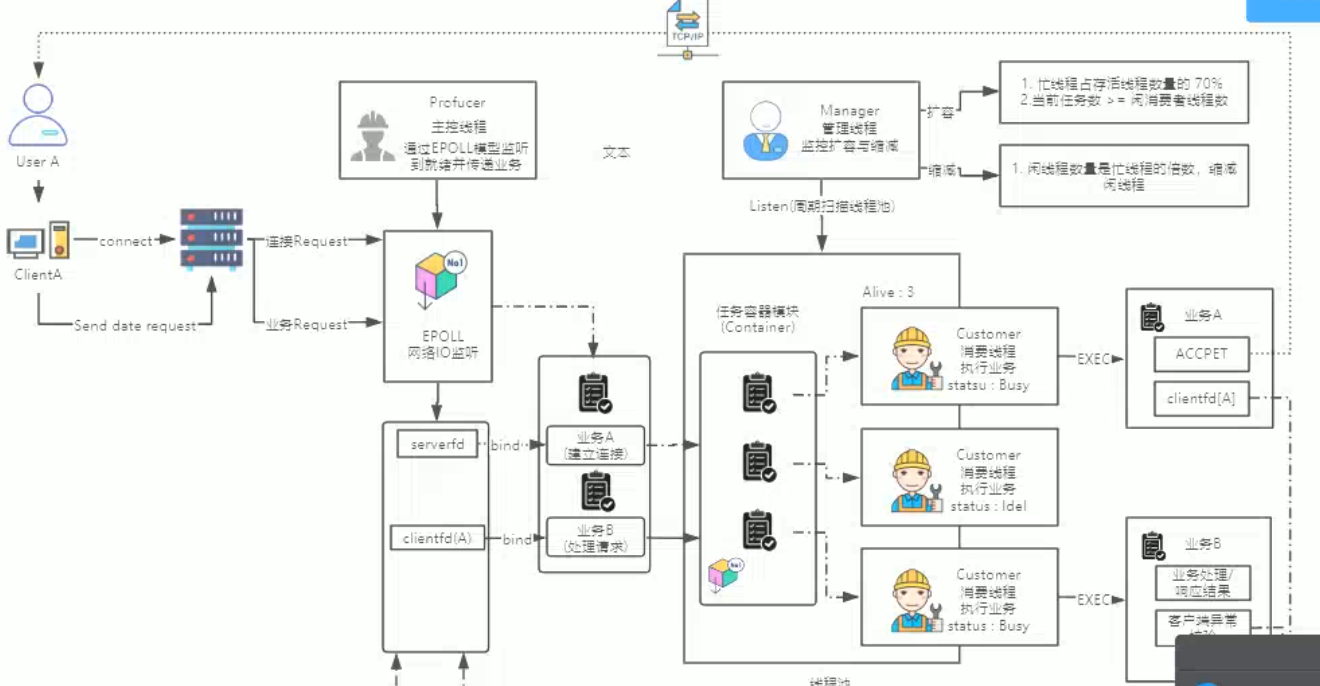 TCP/IP
User A
ClientA
connect
Send date request
连接Request
业务Request
Profucer
主控线程
通过EPOLL模型监听
到就绪并传递业务
文本
EPOLL
网络IO监听
serverfd
bind
clientfd(A)
bind
业务A
(建立连接)
业务B
(处理请求)
Manager
管理线程
监控扩容与缩减
扩容
1. 忙线程占存活线程数量的 70%
2.当前任务数 >= 闲消费者线程数
缩减
1. 闲线程数量是忙线程的倍数，缩减
闲线程
Listen(周期扫描线程池)
任务容器模块
(Container)
Alive : 3
Customer
消费线程
执行业务
statsu : Busy
Customer
消费线程
执行业务
status : Idel
Customer
消费线程
执行业务
status : Busy
EXEC
业务A
ACCPET
clientfd[A]
EXEC
业务B
业务处理/
响应结果
客户端异常
线程池